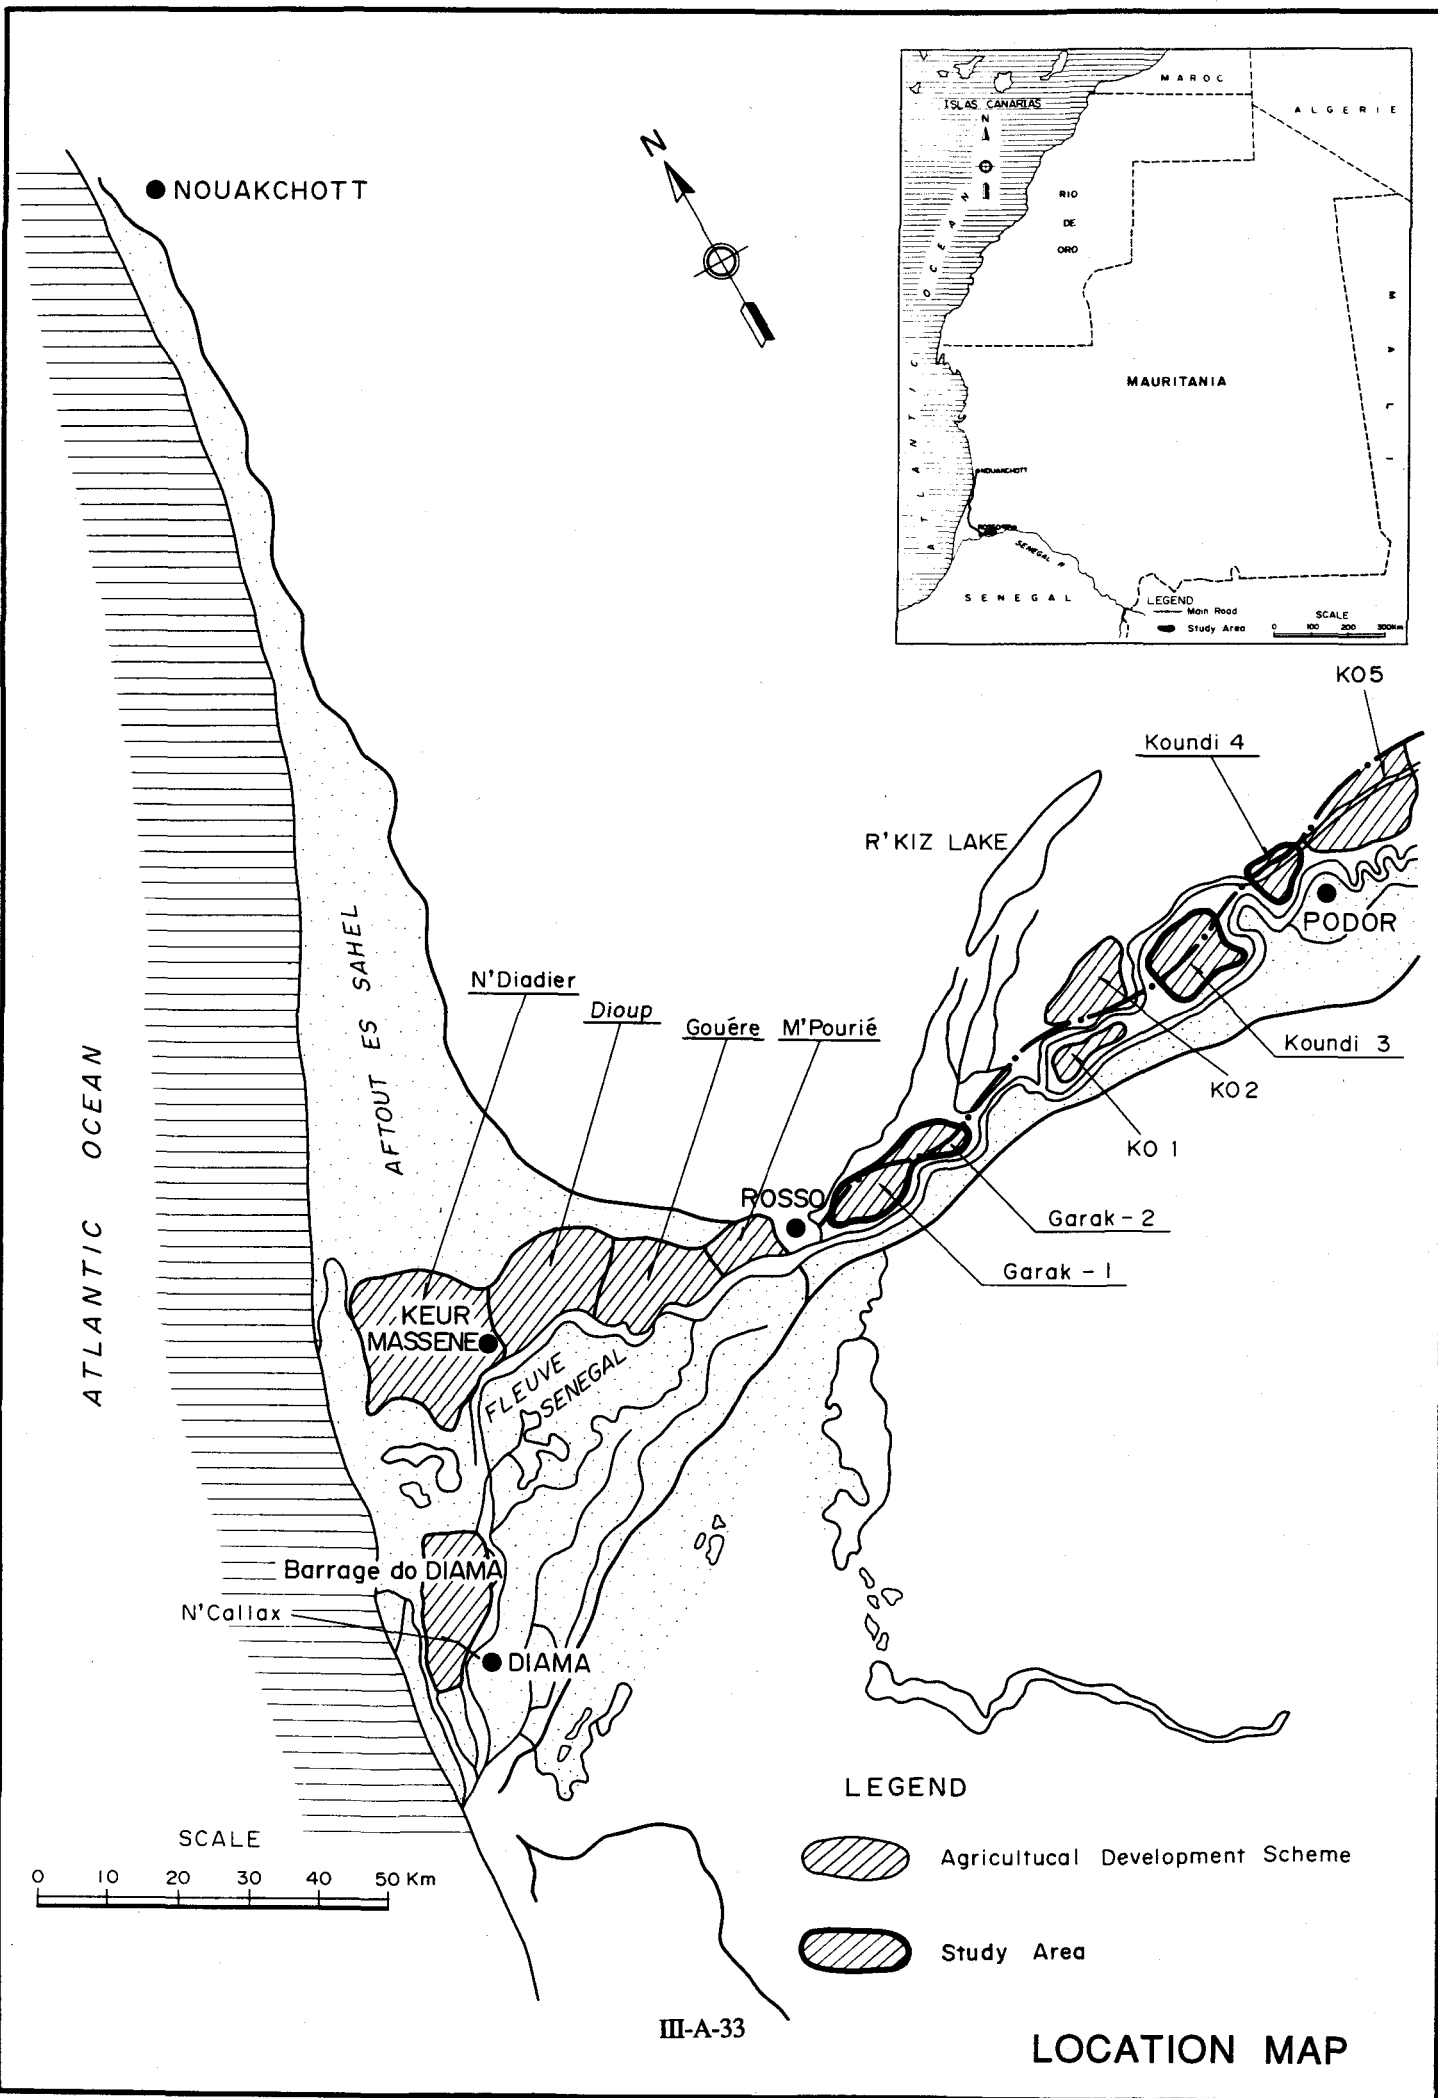 NOUAKCHOTT
N
MAROC
ISLAS CANARIAS
N
ALGERIE
RIO
DE
ORO
ATLANTIC OCEAN
MALI
MAURITANIA
NOUAKCHOTT
SENEGAL R
SENEGAL
LEGEND
Main Road
Study Area
SCALE
0 100 200 300Km
KO5
Koundi 4
R'KIZ LAKE
PODOR
AFTOUT ES SAHEL
N'Diadier
Dioup
Gouére
M'Pourié
Koundi 3
KO2
KO 1
ATLANTIC OCEAN
ROSSO
Garak-2
Garak-1
KEUR
MASSENE
FLEUVE
SENEGAL
Barrage do DIAMA
N'Callax
DIAMA
LEGEND
SCALE
0 10 20 30 40 50 Km
Agricultucal Development Scheme
Study Area
III-A-33
LOCATION MAP